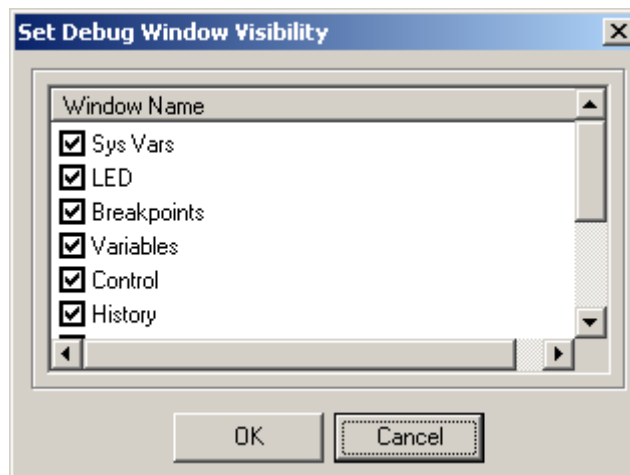 Set Debug Window Visibility
Window Name
Sys Vars
LED
Breakpoints
Variables
Control
History
OK
Cancel